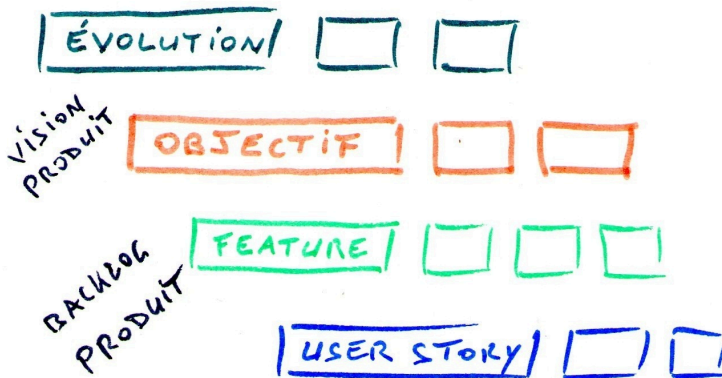 ÉVOLUTION
VISION
PRODUIT
OBJECTIF
FEATURE
BACKLOG
PRODUIT
USER STORY